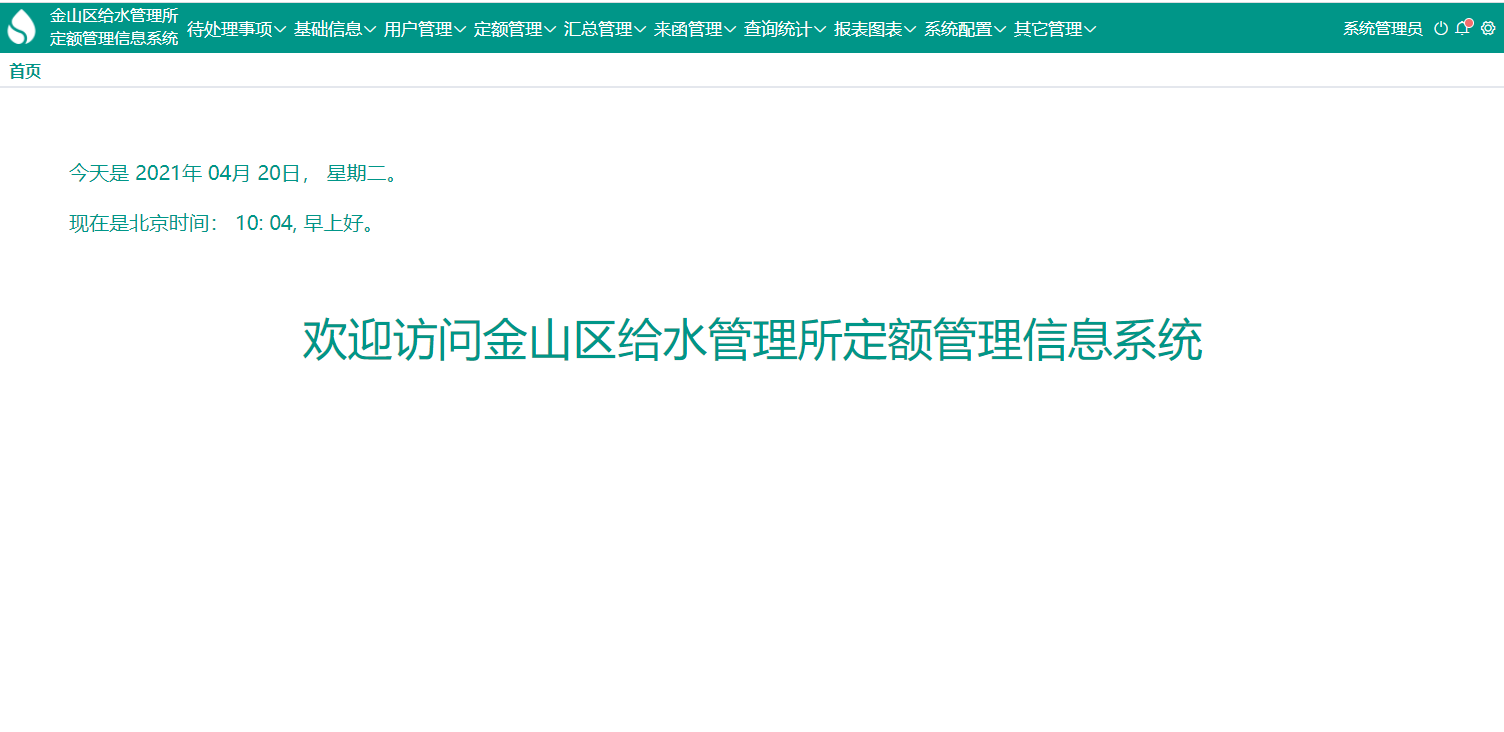 金山区给水管理所
定额管理信息系统
待处理事项 基础信息 用户管理 定额管理 汇总管理 来函管理 查询统计 报表图表 系统配置 其它管理 系统管理员
首页
今天是 2021年 04月 20日， 星期二。
现在是北京时间： 10: 04, 早上好。
欢迎访问金山区给水管理所定额管理信息系统